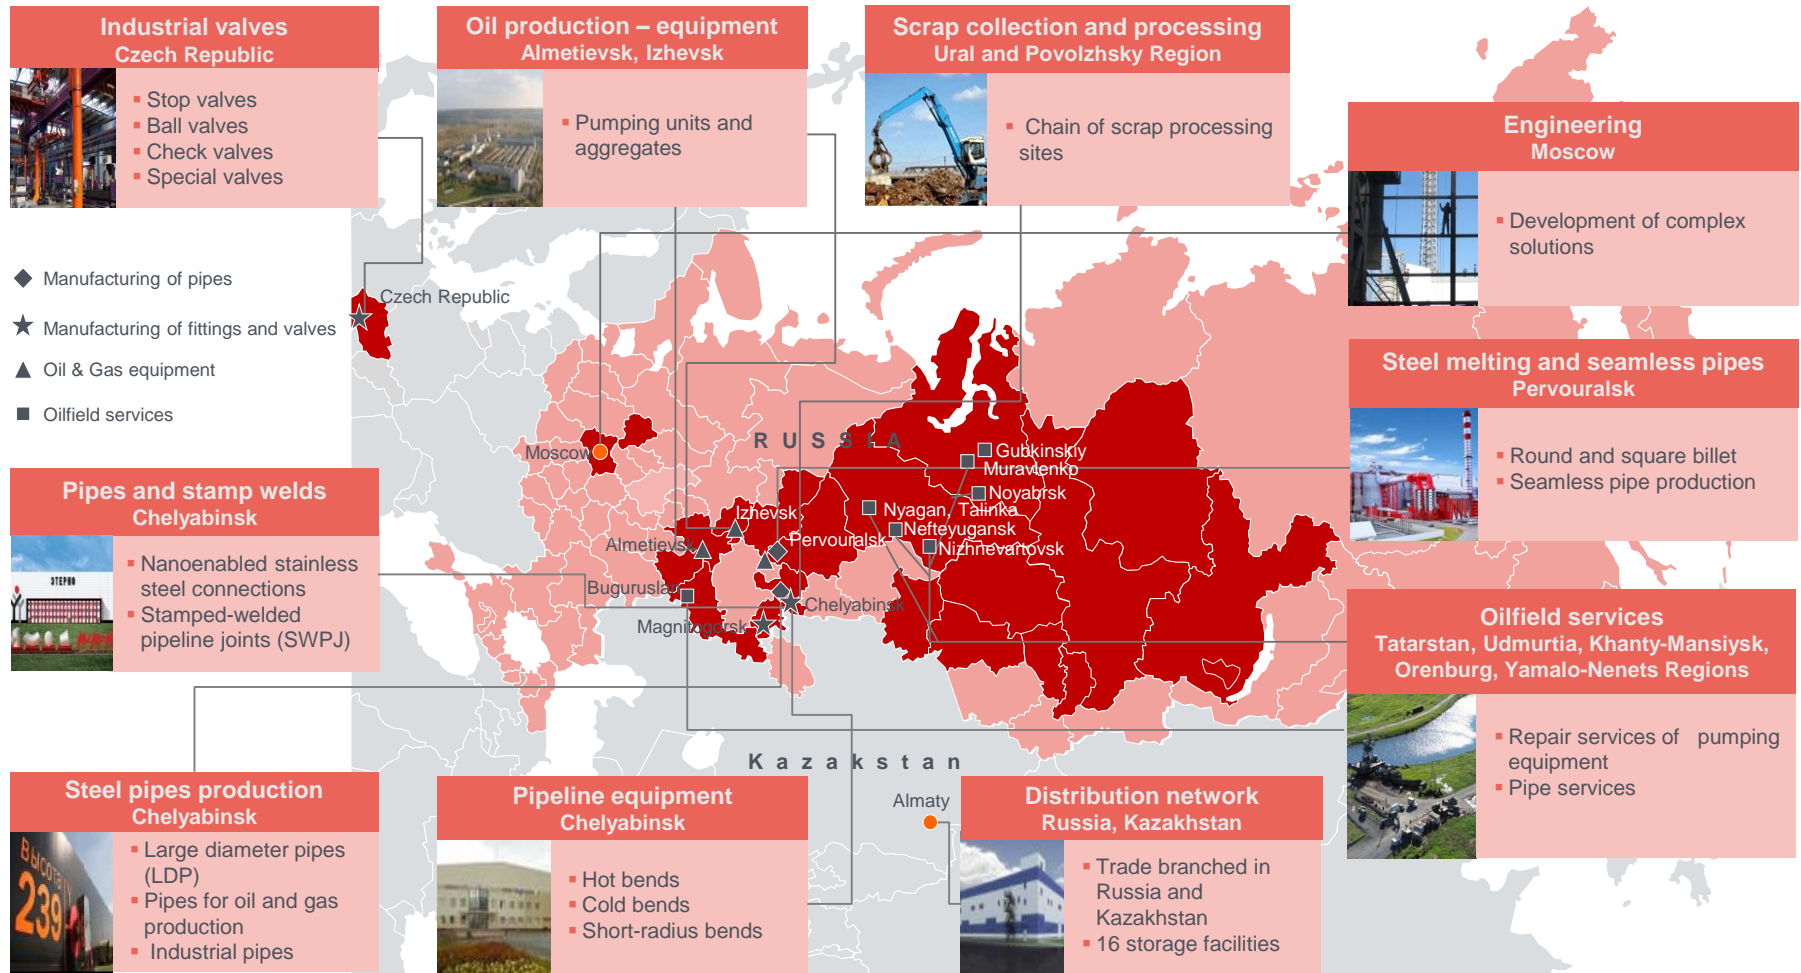 Industrial valves
Czech Republic
▪ Stop valves
▪ Ball valves
▪ Check valves
▪ Special valves
Oil production – equipment
Almetievsk, Izhevsk
▪ Pumping units and
aggregates
Scrap collection and processing
Ural and Povolzhsky Region
▪ Chain of scrap processing
sites
Engineering
Moscow
▪ Development of complex
solutions
Manufacturing of pipes
Manufacturing of fittings and valves
Oil & Gas equipment
Oilfield services
Czech Republic
RUSSIA
Moscow
Gubkinskiy
Muravlenko
Noyabrsk
Nyagan, Talinka
Nefteyugansk
Nizhnevartovsk
Izhevsk
Pervouralsk
Almetievsk
Buguruslan
Chelyabinsk
Magnitogorsk
Kazakstan
Almaty
Steel melting and seamless pipes
Pervouralsk
▪ Round and square billet
▪ Seamless pipe production
Pipes and stamp welds
Chelyabinsk
ЭТЕРНО
▪ Nanoenabled stainless
steel connections
▪ Stamped-welded
pipeline joints (SWPJ)
Oilfield services
Tatarstan, Udmurtia, Khanty-Mansiysk,
Orenburg, Yamalo-Nenets Regions
▪ Repair services of pumping
equipment
▪ Pipe services
Steel pipes production
Chelyabinsk
Высота
239
▪ Large diameter pipes
(LDP)
▪ Pipes for oil and gas
production
▪ Industrial pipes
Pipeline equipment
Chelyabinsk
▪ Hot bends
▪ Cold bends
▪ Short-radius bends
Distribution network
Russia, Kazakhstan
▪ Trade branched in
Russia and
Kazakhstan
▪ 16 storage facilities